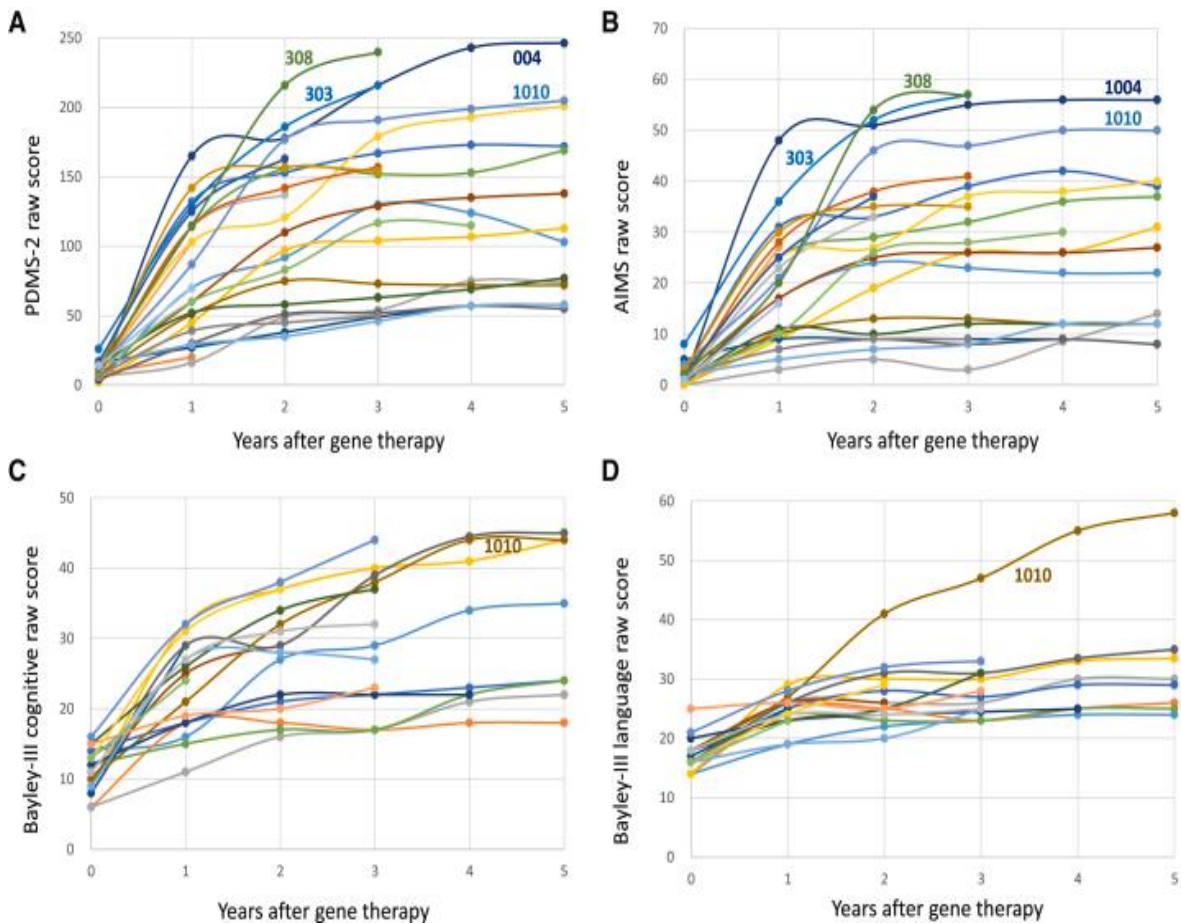 A
PDMS-2 raw score
250
200
150
100
50
0
308
004
303
1010
0 1 2 3 4 5
Years after gene therapy
B
AIMS raw score
70
60
50
40
30
20
10
0
308
1004
1010
303
0 1 2 3 4 5
Years after gene therapy
C
Bayley-III cognitive raw score
50
40
30
20
10
0
1010
0 1 2 3 4 5
Years after gene therapy
D
Bayley-III language raw score
60
50
40
30
20
10
0
1010
0 1 2 3 4 5
Years after gene therapy